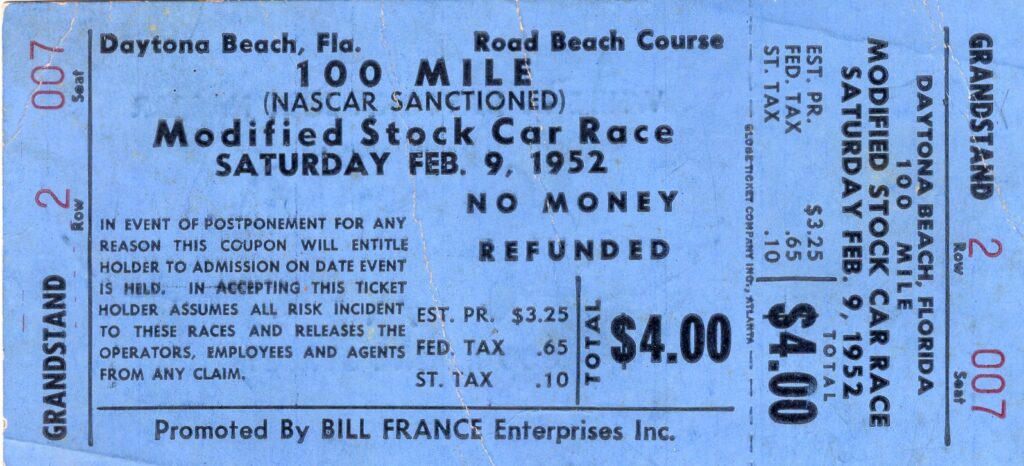 007
Seat
2
Row
GRANDSTAND
Daytona Beach, Fla. Road Beach Course
100 MILE
(NASCAR SANCTIONED)
Modified Stock Car Race
SATURDAY FEB. 9, 1952
NO MONEY
REFUNDED
IN EVENT OF POSTPONEMENT FOR ANY
REASON THIS COUPON WILL ENTITLE
HOLDER TO ADMISSION ON DATE EVENT
IS HELD. IN ACCEPTING THIS TICKET
HOLDER ASSUMES ALL RISK INCIDENT
TO THESE RACES AND RELEASES THE
OPERATORS, EMPLOYEES AND AGENTS
FROM ANY CLAIM.
EST. PR. $3.25
FED. TAX .65
ST. TAX .10
TOTAL
$4.00
Promoted By BILL FRANCE Enterprises Inc.
GLOBE TICKET COMPANY INC., ATLANTA
GRANDSTAND
2
Row
007
Seat
DAYTONA BEACH, FLORIDA
100 MILE
MODIFIED STOCK CAR RACE
SATURDAY FEB. 9, 1952
EST. PR. $3.25
FED. TAX .65
ST. TAX .10
TOTAL
$4.00